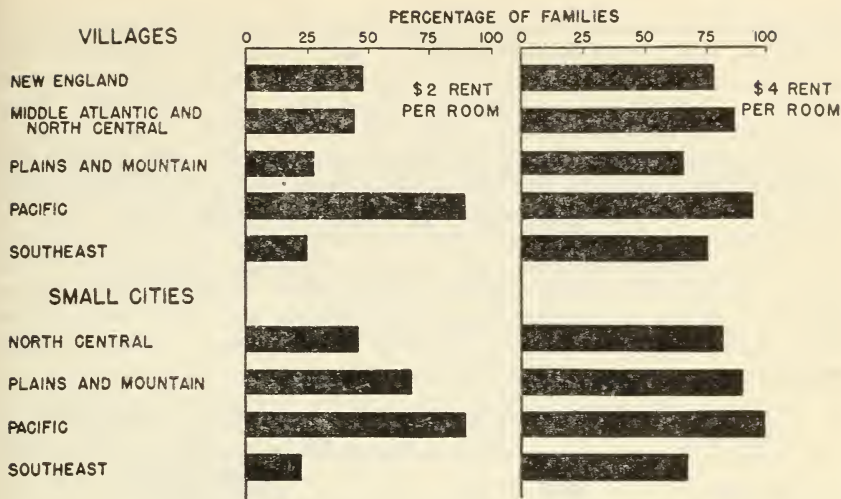 PERCENTAGE OF FAMILIES
VILLAGES
0 25 50 75 100 0 25 50 75 100
NEW ENGLAND
$2 RENT
PER ROOM
$4 RENT
PER ROOM
MIDDLE ATLANTIC AND
NORTH CENTRAL
PLAINS AND MOUNTAIN
PACIFIC
SOUTHEAST
SMALL CITIES
NORTH CENTRAL
PLAINS AND MOUNTAIN
PACIFIC
SOUTHEAST